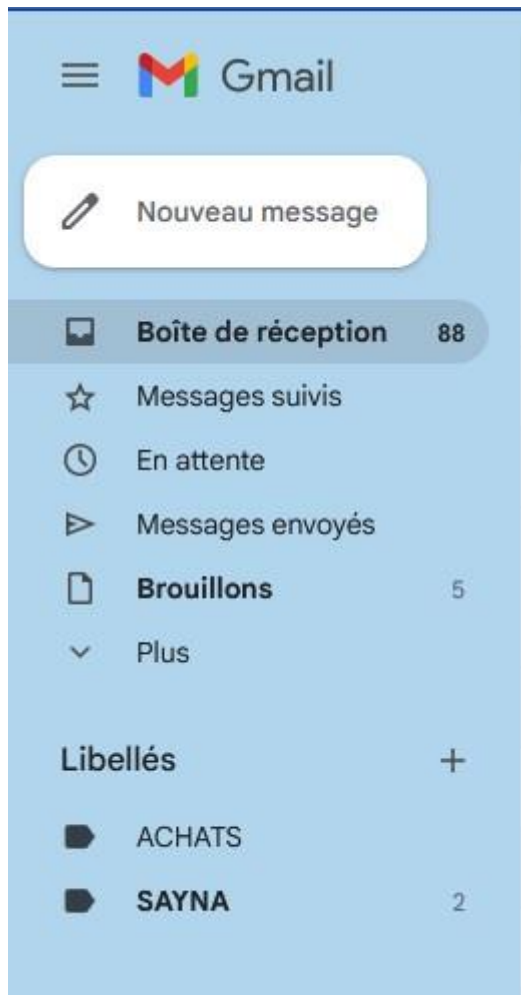 Gmail
Nouveau message
Boîte de réception 88
Messages suivis
En attente
Messages envoyés
Brouillons 5
Plus
Libellés +
ACHATS
SAYNA 2